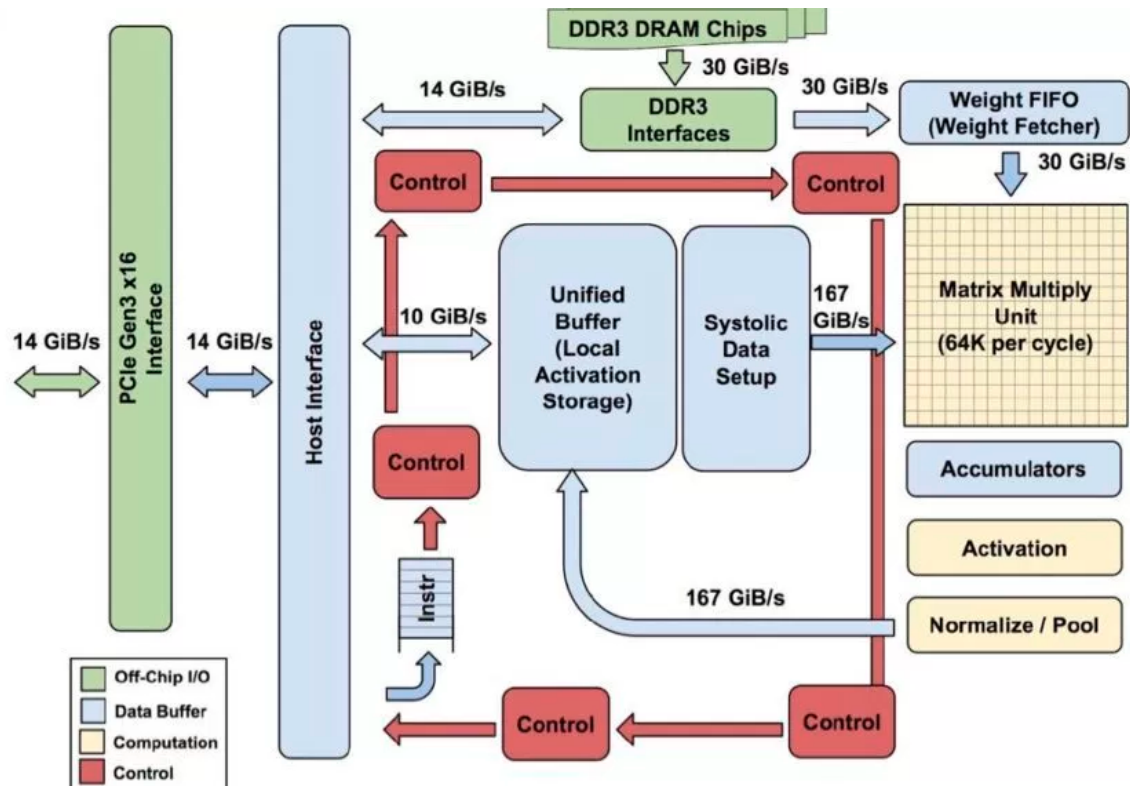 DDR3 DRAM Chips
30 GiB/s
14 GiB/s
DDR3
Interfaces
30 GiB/s
Weight FIFO
(Weight Fetcher)
30 GiB/s
Control
Control
PCIe Gen3 x16
Interface
14 GiB/s
14 GiB/s
Host Interface
10 GiB/s
Unified
Buffer
(Local
Activation
Storage)
Systolic
Data
Setup
167
GiB/s
Matrix Multiply
Unit
(64K per cycle)
Control
Accumulators
Activation
Instr
167 GiB/s
Normalize / Pool
Off-Chip I/O
Data Buffer
Computation
Control
Control
Control